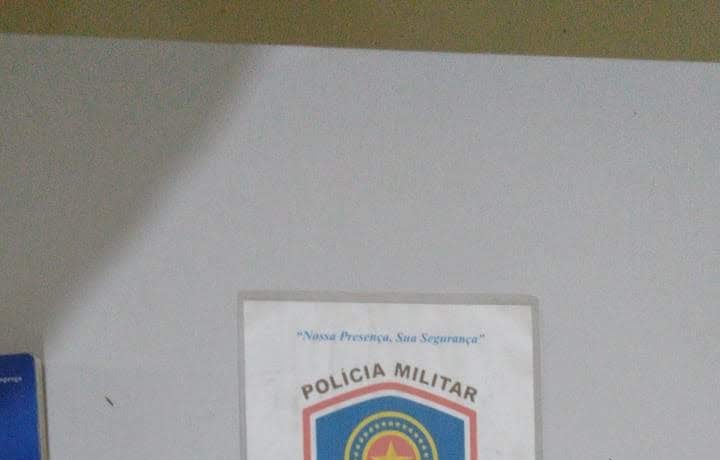 "Nossa Presença, Sua Segurança"
POLÍCIA MILITAR